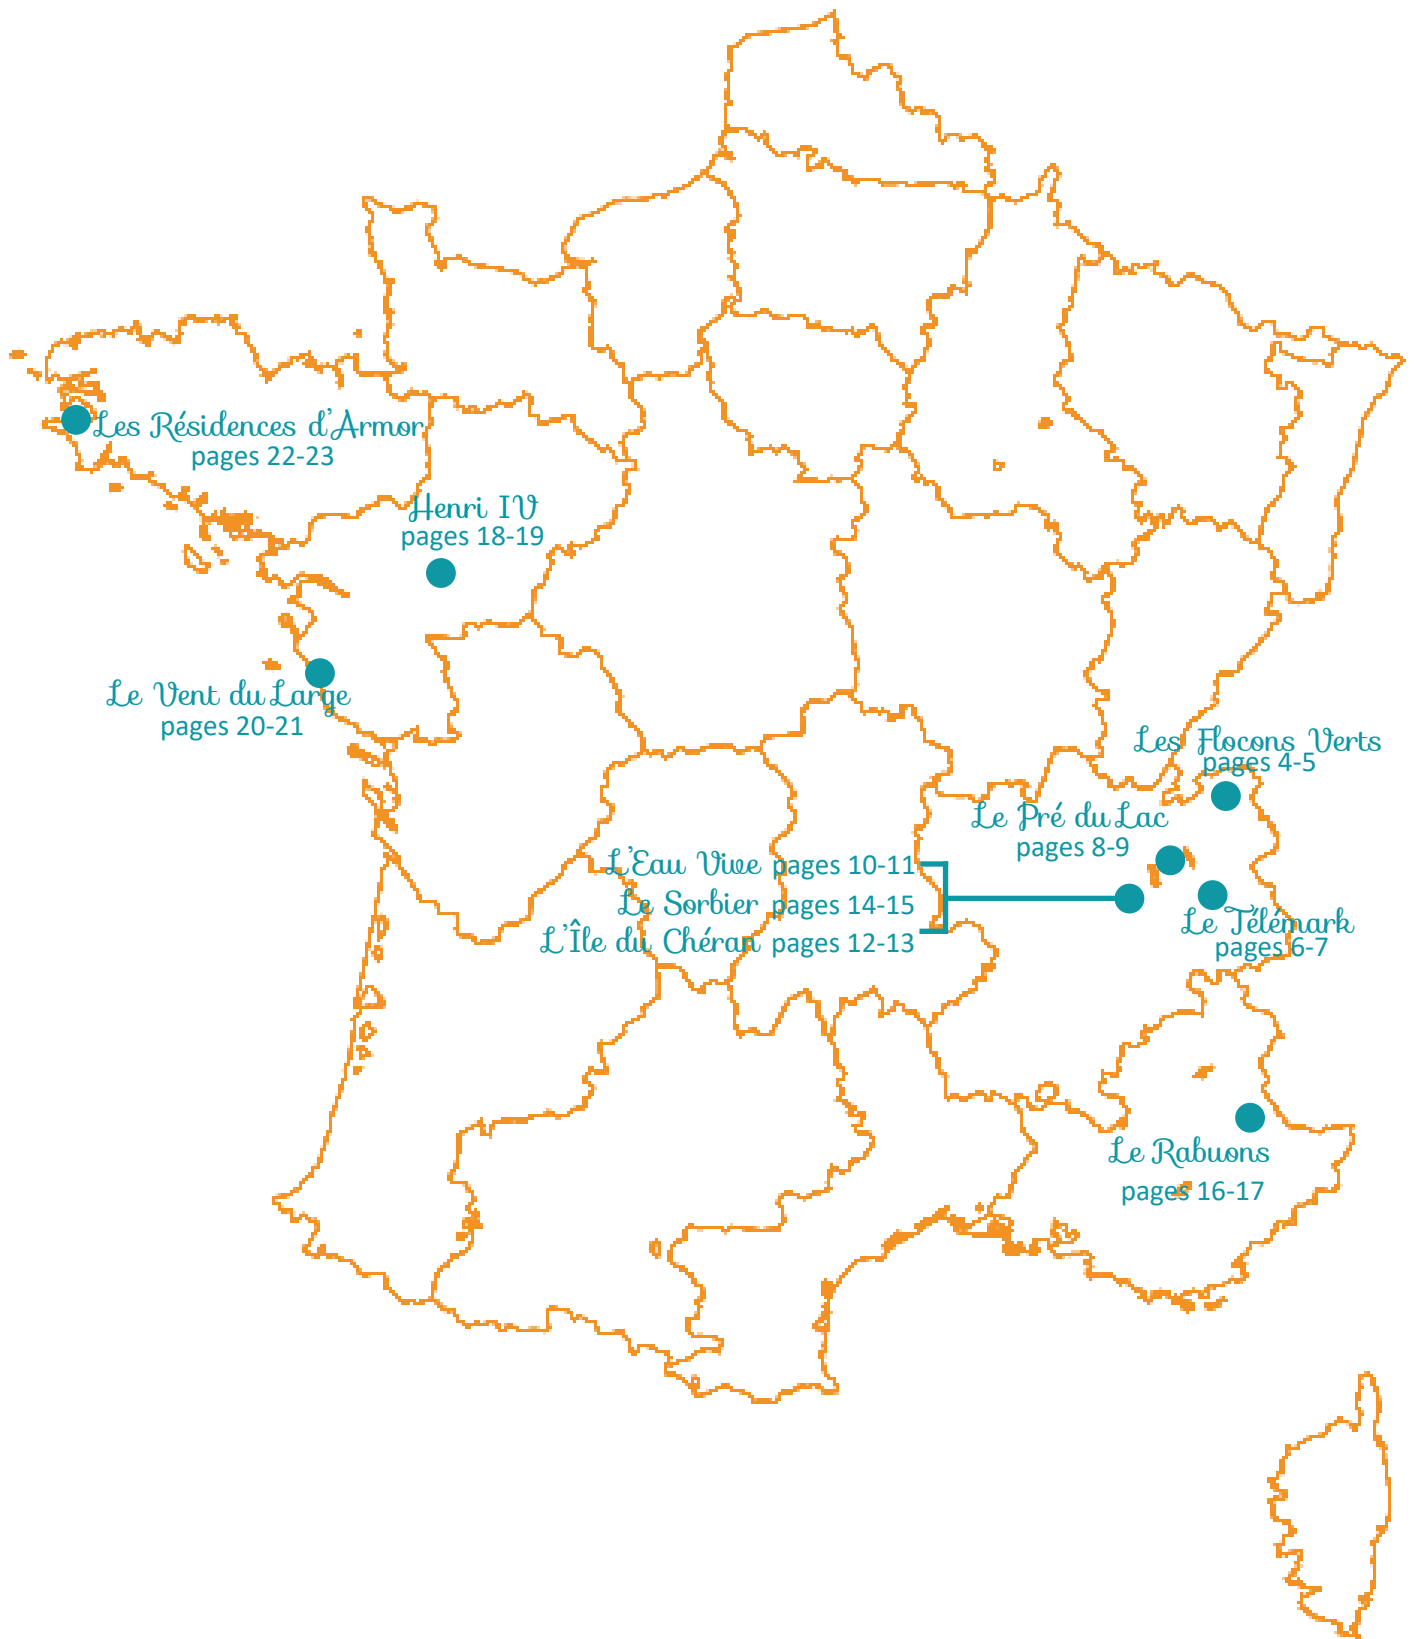 Les Résidences d'Armor
pages 22-23
Henri IV
pages 18-19
Le Vent du Large
pages 20-21
Les Flocons Verts
pages 4-5
Le Pré du Lac
pages 8-9
L'Eau Vive pages 10-11
Le Sorbier pages 14-15
L'Île du Chéran pages 12-13
Le Télémark
pages 6-7
Le Rabuons
pages 16-17